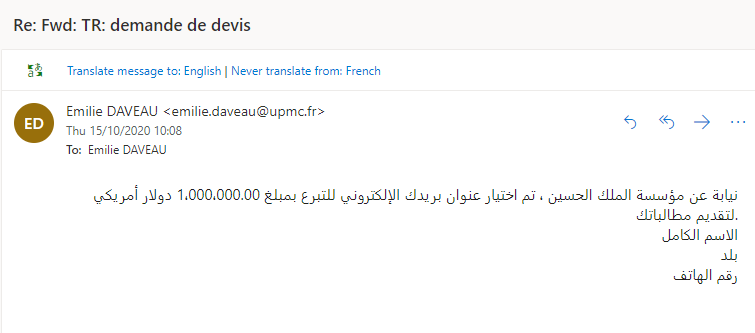 Re: Fwd: TR: demande de devis
Translate message to: English | Never translate from: French
ED
Emilie DAVEAU <emilie.daveau@upmc.fr>
Thu 15/10/2020 10:08
To: Emilie DAVEAU
نيابة عن مؤسسة الملك الحسين ، تم اختيار عنوان بريدك الإلكتروني للتبرع بمبلغ 1،000،000.00 دولار أمريكي
.لتقديم مطالباتك
الاسم الكامل
بلد
رقم الهاتف